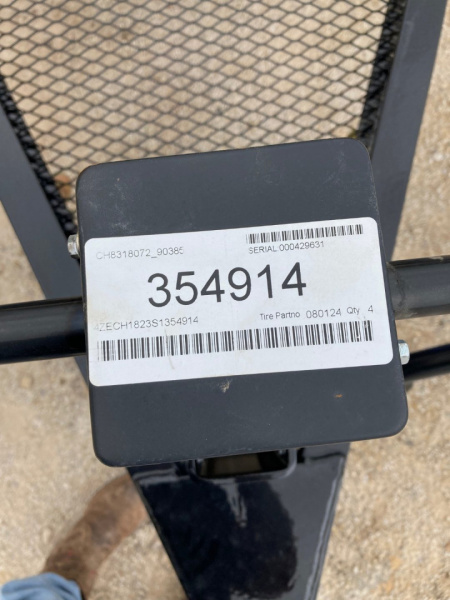 CH8318072_90385
SERIAL:000429631
354914
4ZECH1823S1354914
Tire Partno 080124 Qty 4